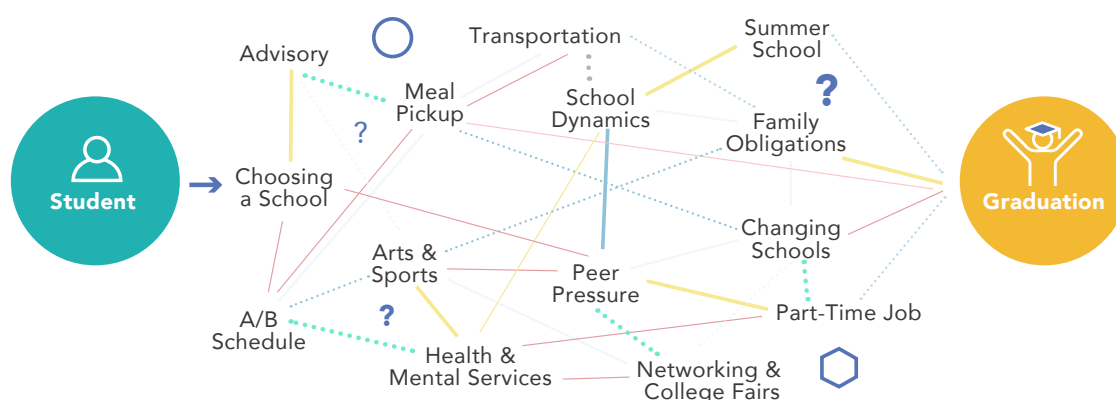 Student
Advisory
Choosing
a School
A/B
Schedule
?
Meal
Pickup
Arts &
Sports
?
Health &
Mental Services
Transportation
School
Dynamics
Peer
Pressure
Networking &
College Fairs
Summer
School
?
Family
Obligations
Changing
Schools
Part-Time Job
Graduation